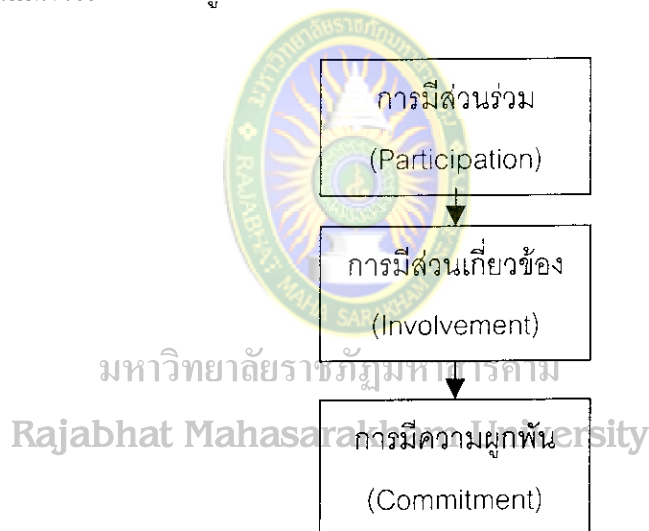 การมีส่วนร่วม
(Participation)
การมีส่วนเกี่ยวข้อง
(Involvement)
มหาวิทยาลัยราชภัฏมหาสารคาม
Rajabhat Mahasarakham University
การมีความผูกพัน
(Commitment)